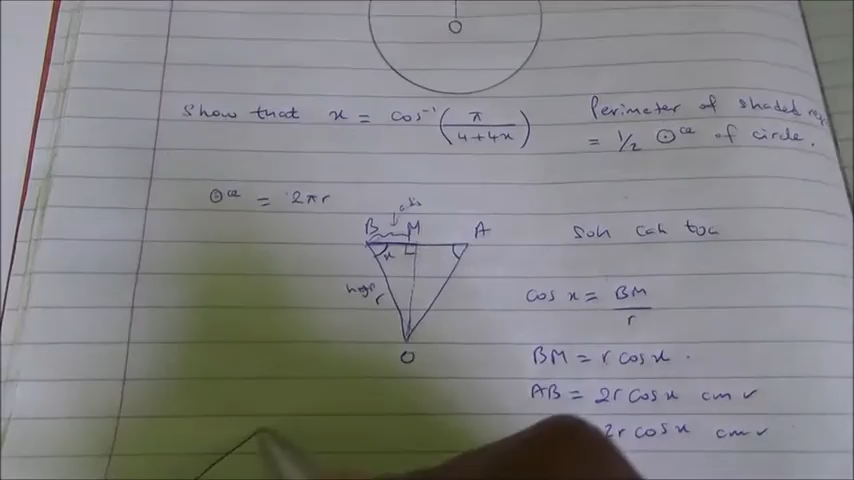 O
Show that x = cos⁻¹(π / 4+4x)
Perimeter of shaded
= 1/2 ⊙ce of circle.
⊙ce = 2πr
adj
B M A
x
hyp r
O
soh cah toa
cos x = BM / r
BM = r cos x .
AB = 2r cos x cm ✓
2r cos x cm ✓